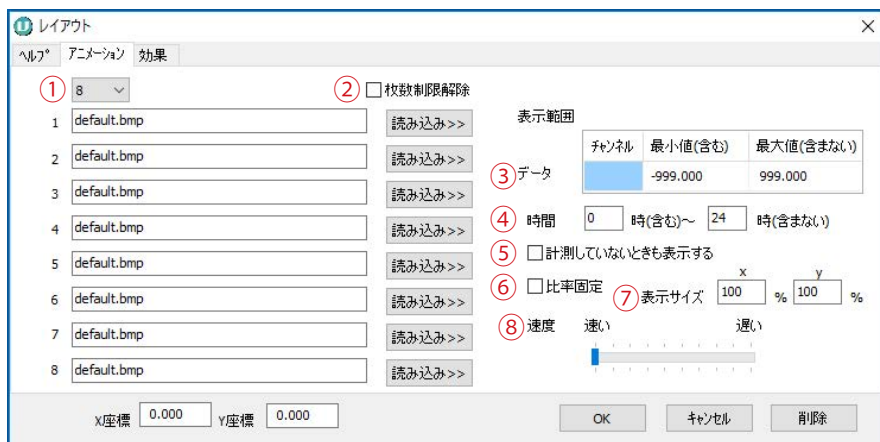 レイアウト
ヘルプ アニメーション 効果
① 8 ② 枚数制限解除
1 default.bmp 読み込み>>
2 default.bmp 読み込み>>
3 default.bmp 読み込み>>
4 default.bmp 読み込み>>
5 default.bmp 読み込み>>
6 default.bmp 読み込み>>
7 default.bmp 読み込み>>
8 default.bmp 読み込み>>
表示範囲
チャンネル 最小値(含む) 最大値(含まない)
③ データ -999.000 999.000
④ 時間 0 時(含む)～ 24 時(含まない)
⑤ 計測していないときも表示する
⑥ 比率固定
x y
⑦ 表示サイズ 100 % 100 %
⑧ 速度 速い 遅い
X座標 0.000 Y座標 0.000
OK キャンセル 削除